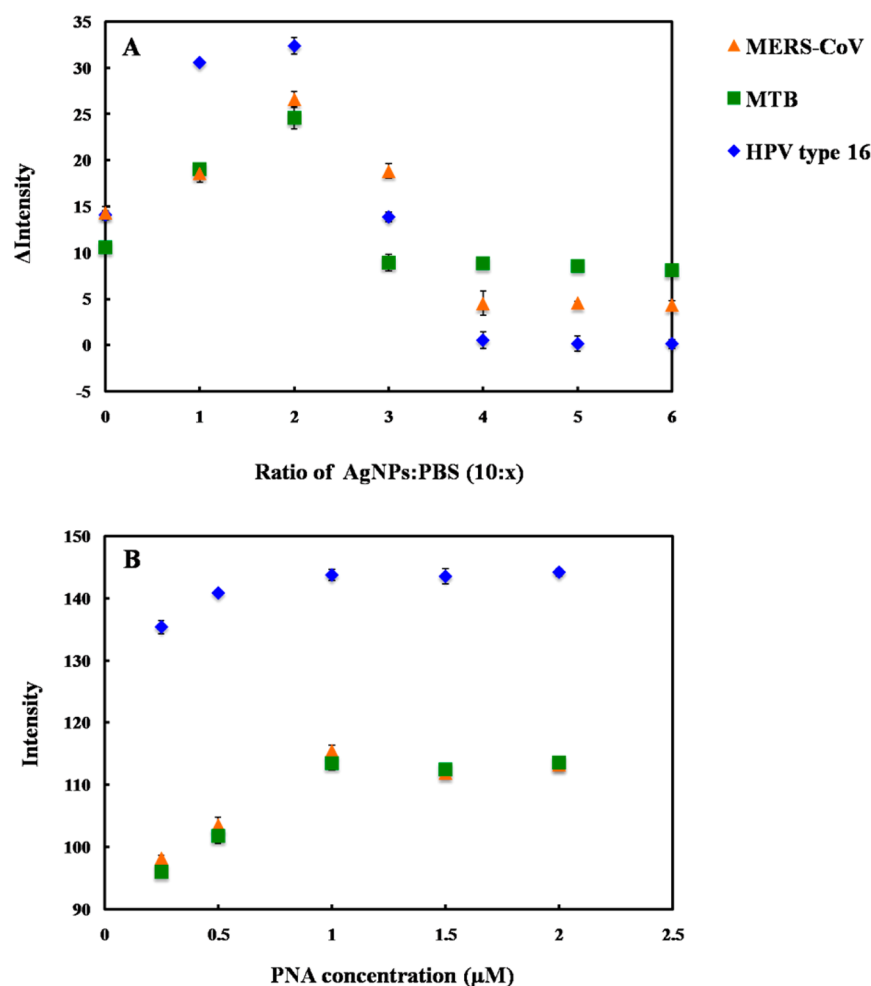 A
35
30
25
20
15
10
5
0
-5
ΔIntensity
0 1 2 3 4 5 6
Ratio of AgNPs:PBS (10:x)
MERS-CoV
MTB
HPV type 16
B
150
140
130
120
110
100
90
Intensity
0 0.5 1 1.5 2 2.5
PNA concentration (μM)